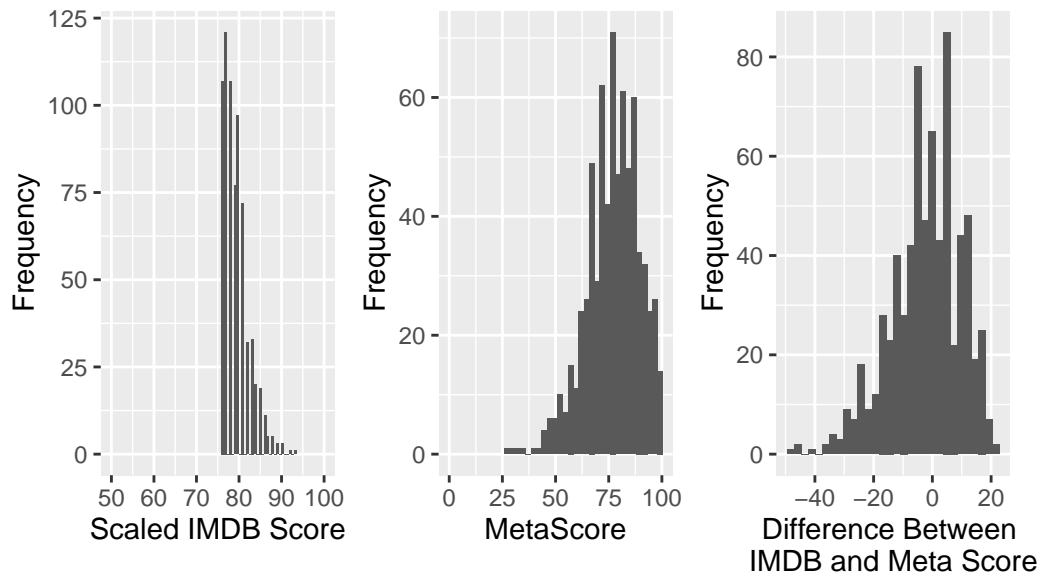 125
100
75
50
25
0
Frequency
50 60 70 80 90 100
Scaled IMDB Score
60
40
20
0
Frequency
0 25 50 75 100
MetaScore
80
60
40
20
0
Frequency
−40 −20 0 20
Difference Between
IMDB and Meta Score